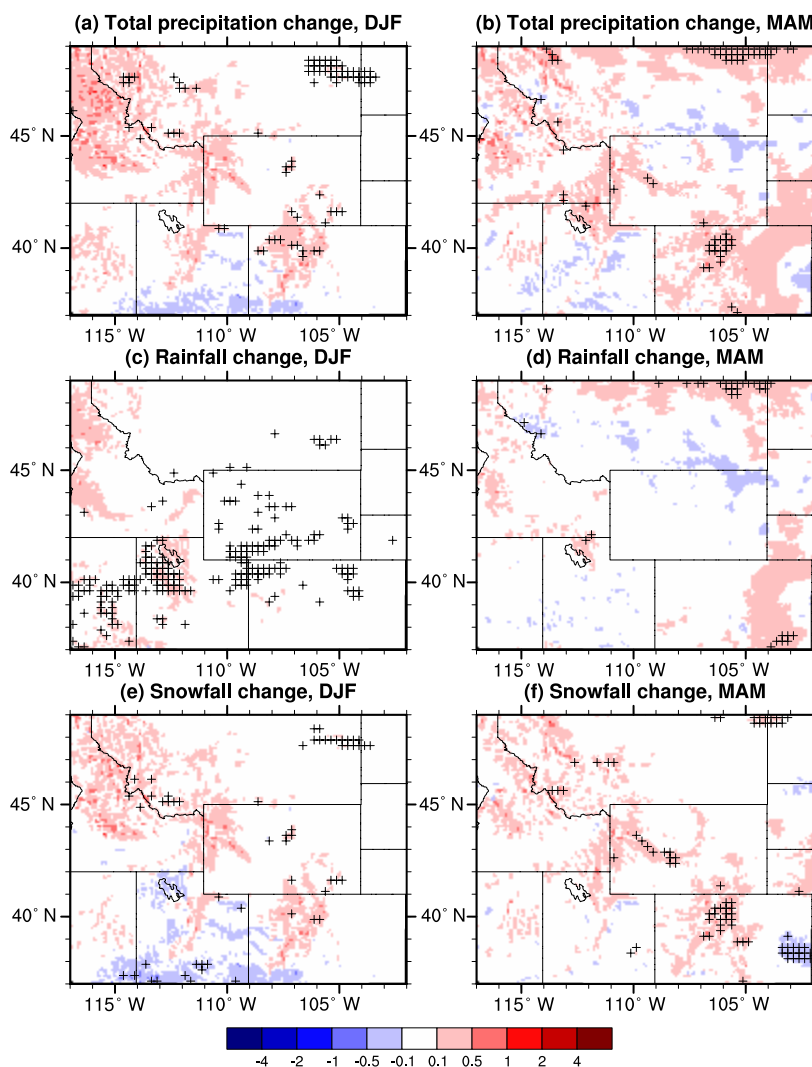 (a) Total precipitation change, DJF (b) Total precipitation change, MAM
45° N 45° N
40° N 40° N
115° W 110° W 105° W 115° W 110° W 105° W
(c) Rainfall change, DJF (d) Rainfall change, MAM
45° N 45° N
40° N 40° N
115° W 110° W 105° W 115° W 110° W 105° W
(e) Snowfall change, DJF (f) Snowfall change, MAM
45° N 45° N
40° N 40° N
115° W 110° W 105° W 115° W 110° W 105° W
-4 -2 -1 -0.5 -0.1 0.1 0.5 1 2 4